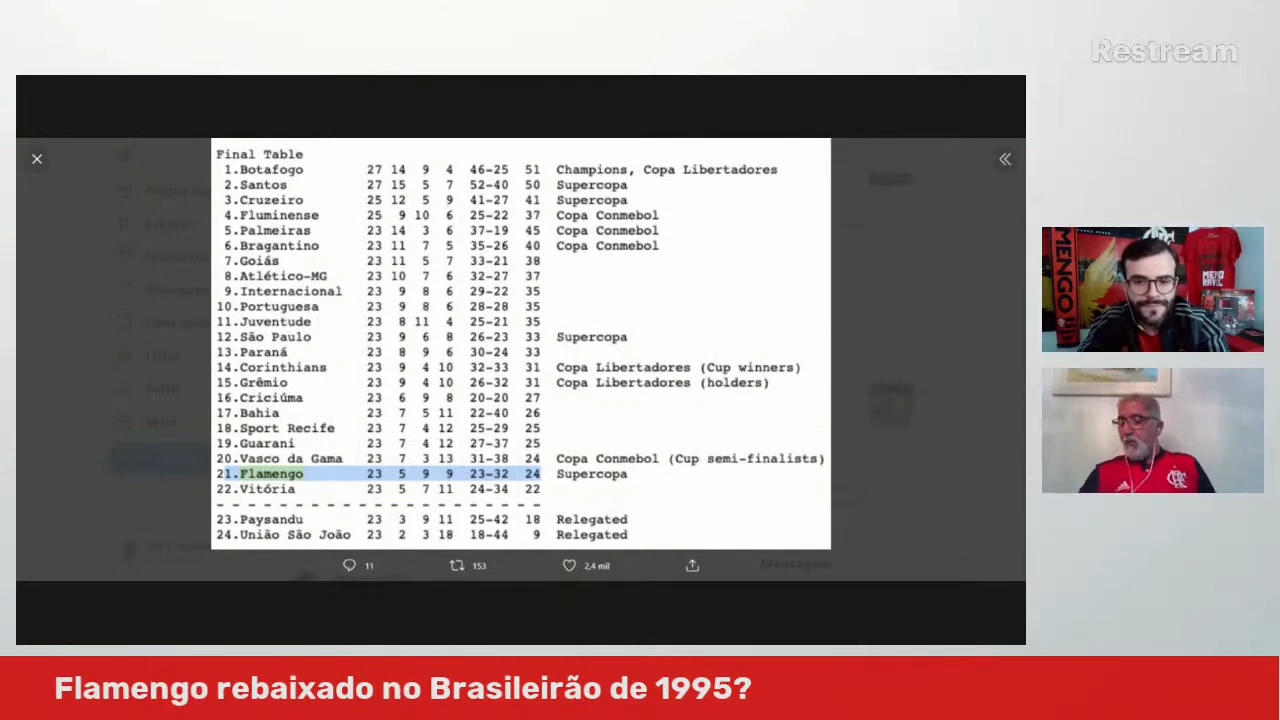 Restream
Final Table
1.Botafogo 27 14 9 4 46-25 51 Champions, Copa Libertadores
2.Santos 27 15 5 7 52-40 50 Supercopa
3.Cruzeiro 25 12 5 9 41-27 41 Supercopa
4.Fluminense 25 9 10 6 25-22 37 Copa Conmebol
5.Palmeiras 23 14 3 6 37-19 45 Copa Conmebol
6.Bragantino 23 11 7 5 35-26 40 Copa Conmebol
7.Goiás 23 11 5 7 33-21 38
8.Atlético-MG 23 10 7 6 32-27 37
9.Internacional 23 9 8 6 29-22 35
10.Portuguesa 23 9 8 6 28-28 35
11.Juventude 23 8 11 4 25-21 35
12.São Paulo 23 9 6 8 26-23 33 Supercopa
13.Paraná 23 8 9 6 30-24 33
14.Corinthians 23 9 4 10 32-33 31 Copa Libertadores (Cup winners)
15.Grêmio 23 9 4 10 26-32 31 Copa Libertadores (holders)
16.Criciúma 23 6 9 8 20-20 27
17.Bahia 23 7 5 11 22-40 26
18.Sport Recife 23 7 4 12 25-29 25
19.Guarani 23 7 4 12 27-37 25
20.Vasco da Gama 23 7 3 13 31-38 24 Copa Conmebol (Cup semi-finalists)
21.Flamengo 23 5 9 9 23-32 24 Supercopa
22.Vitória 23 5 7 11 24-34 22
23.Paysandu 23 3 9 11 25-42 18 Relegated
24.União São João 23 2 3 18 18-44 9 Relegated
11 153 2,4 mil
MENGO
Flamengo rebaixado no Brasileirão de 1995?